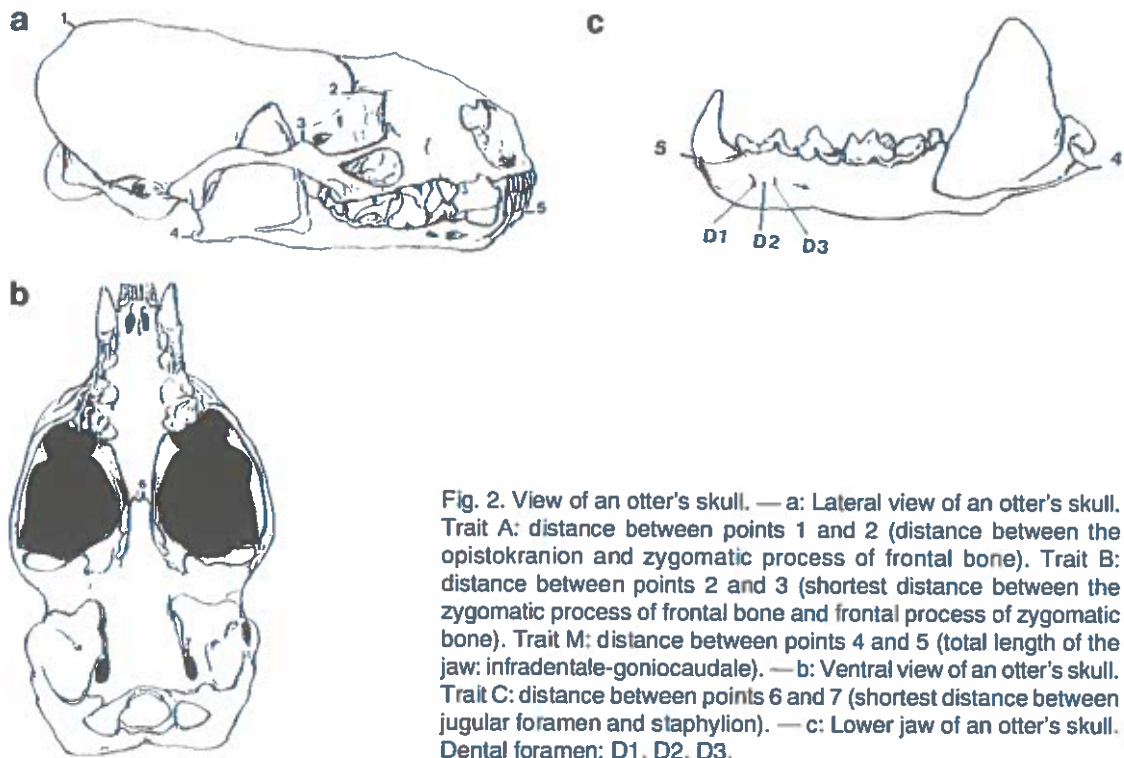 a
1
2
3
4
5
c
5
4
D1 D2 D3
b
6
Fig. 2. View of an otter's skull. — a: Lateral view of an otter's skull.
Trait A: distance between points 1 and 2 (distance between the
opistokranion and zygomatic process of frontal bone). Trait B:
distance between points 2 and 3 (shortest distance between the
zygomatic process of frontal bone and frontal process of zygomatic
bone). Trait M: distance between points 4 and 5 (total length of the
jaw: infradentale-goniocaudale). — b: Ventral view of an otter's skull.
Trait C: distance between points 6 and 7 (shortest distance between
jugular foramen and staphylion). — c: Lower jaw of an otter's skull.
Dental foramen: D1, D2, D3.